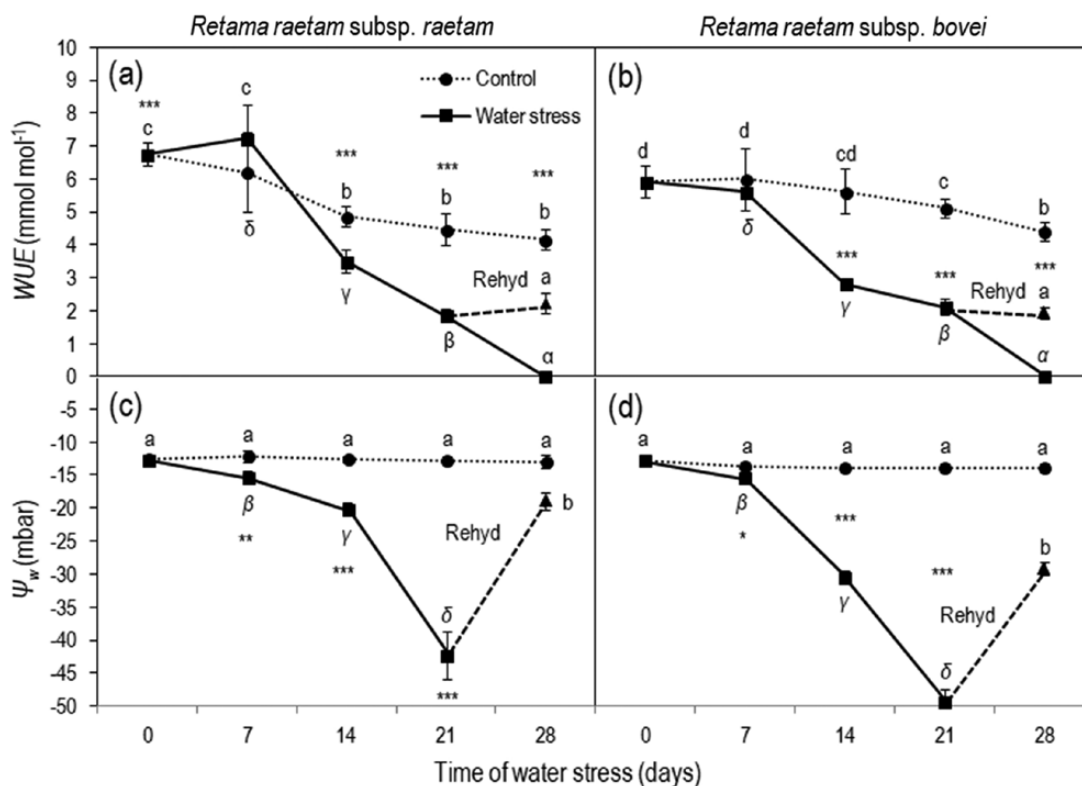 Retama raetam subsp. raetam
Retama raetam subsp. bovei
WUE (mmol mol-1)
10
9
8
7
6
5
4
3
2
1
0
(a)
Control
Water stress
***
c
c
δ
***
b
γ
***
b
β
***
b
Rehyd
a
α
(b)
d
d
δ
cd
***
γ
c
***
β
b
***
Rehyd
a
α
Ψw (mbar)
-5
-10
-15
-20
-25
-30
-35
-40
-45
-50
(c)
a
a
a
a
a
β
**
γ
***
δ
***
Rehyd
b
(d)
a
a
a
a
a
β
*
***
γ
***
δ
Rehyd
b
0
7
14
21
28
0
7
14
21
28
Time of water stress (days)